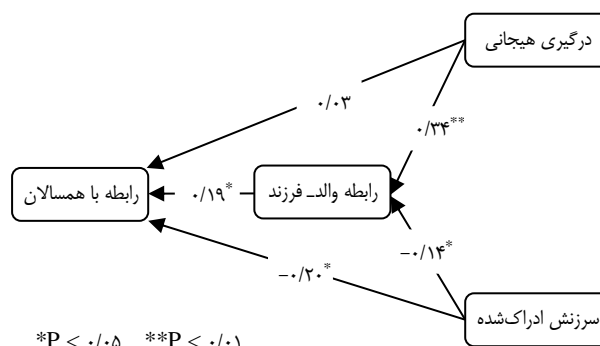 درگیری هیجانی
۰/۰۳
۰/۳۴**
رابطه والد_ فرزند
۰/۱۹*
رابطه با همسالان
−۰/۱۴*
−۰/۲۰*
سرزنش ادراک‌شده
*P < ۰/۰۵ **P < ۰/۰۱